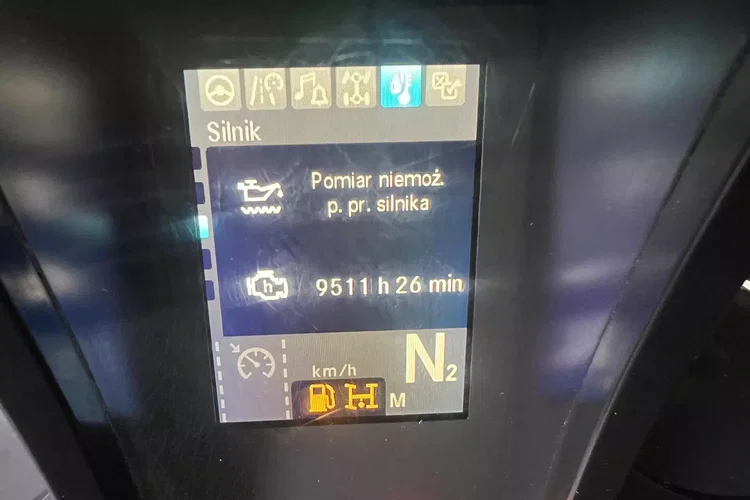 Silnik
Pomiar niemoż.
p. pr. silnika
h
9511 h 26 min
km/h
N2
M